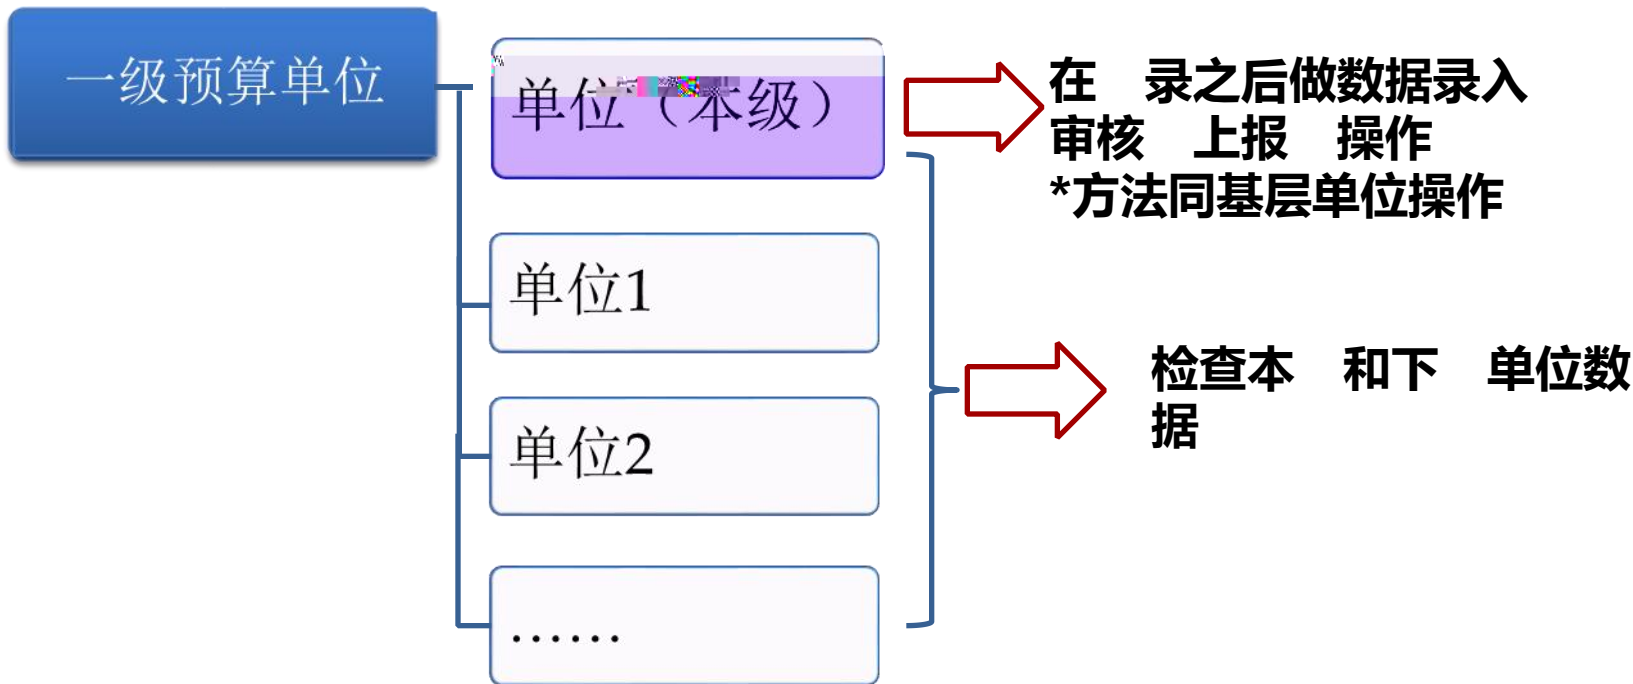 一级预算单位
单位（本级）
在 录之后做数据录入
审核 上报 操作
*方法同基层单位操作
单位1
单位2
检查本 和下 单位数
据
……